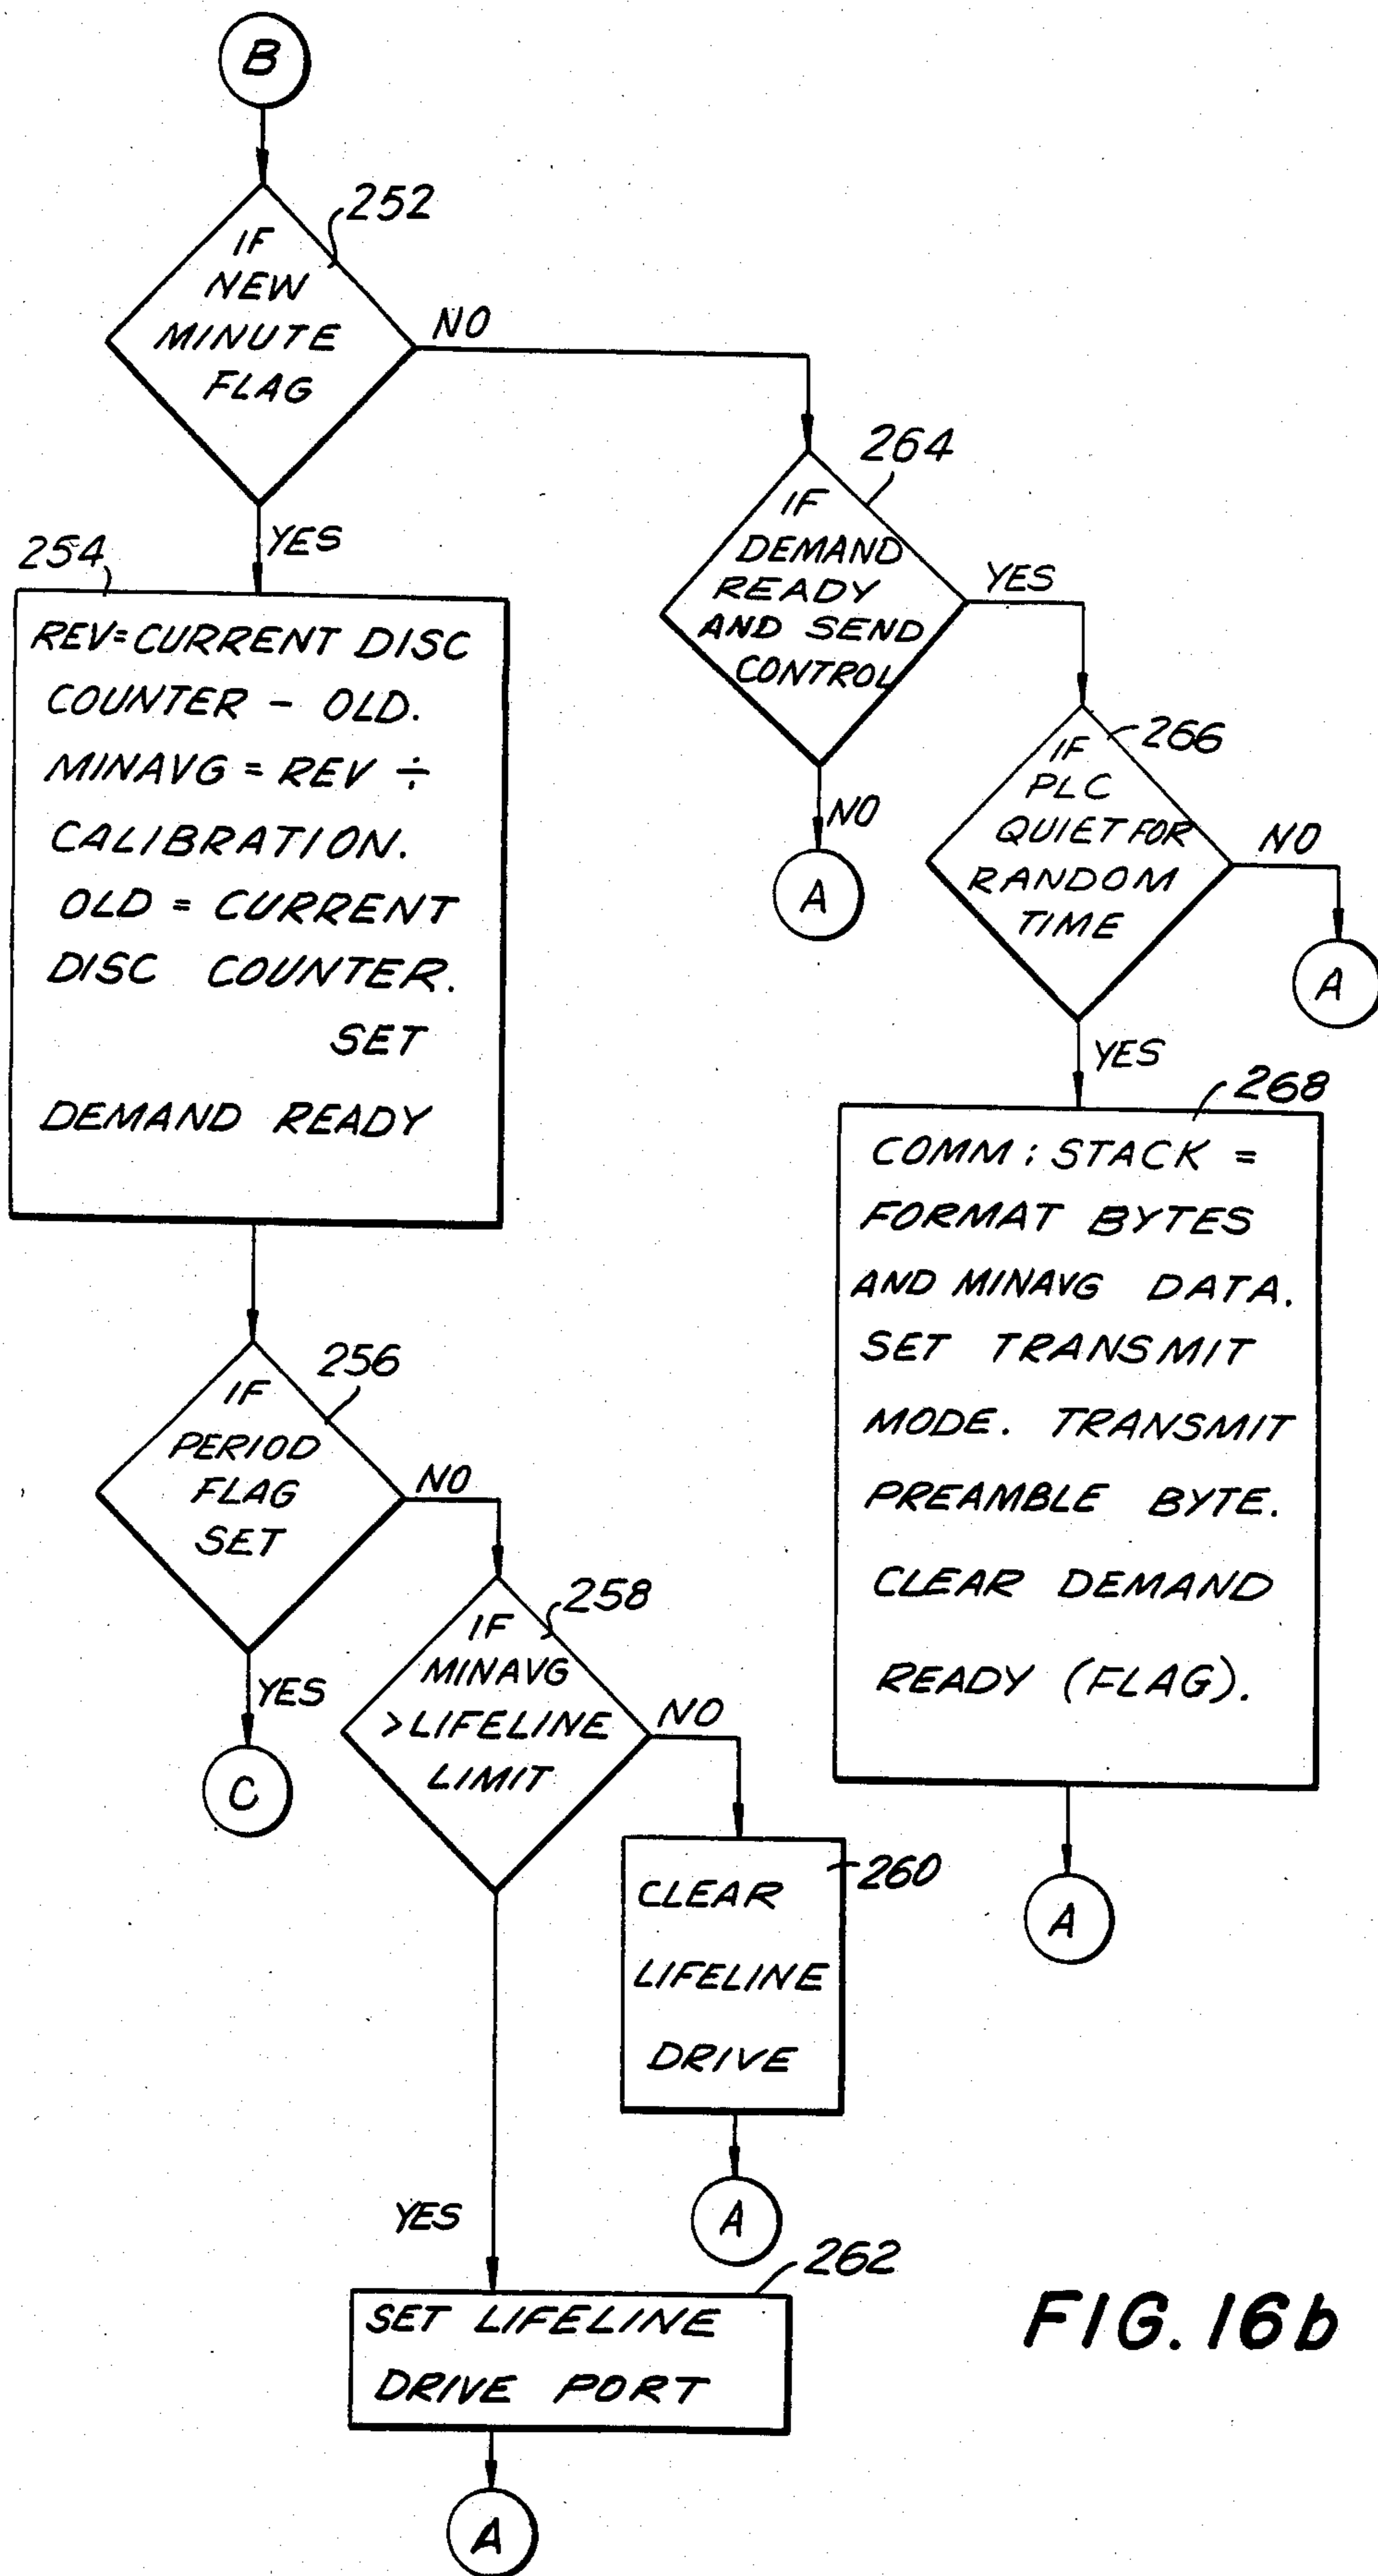 B
252
IF
NEW
MINUTE
FLAG
NO
YES
254
REV=CURRENT DISC
COUNTER - OLD.
MINAVG = REV ÷
CALIBRATION.
OLD = CURRENT
DISC COUNTER.
SET
DEMAND READY
264
IF
DEMAND
READY
AND SEND
CONTROL
YES
NO
A
266
IF
PLC
QUIET FOR
RANDOM
TIME
NO
A
YES
268
COMM : STACK =
FORMAT BYTES
AND MINAVG DATA.
SET TRANSMIT
MODE. TRANSMIT
PREAMBLE BYTE.
CLEAR DEMAND
READY (FLAG).
A
256
IF
PERIOD
FLAG
SET
NO
YES
C
258
IF
MINAVG
>LIFELINE
LIMIT
NO
260
CLEAR
LIFELINE
DRIVE
A
YES
262
SET LIFELINE
DRIVE PORT
A
FIG. 16b